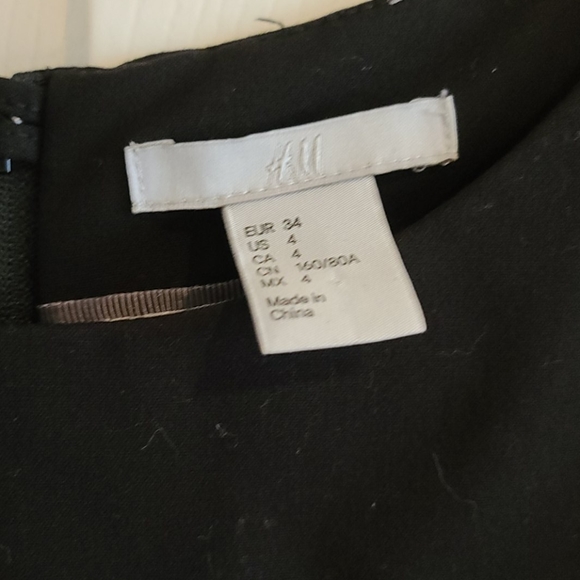 H&M
EUR 34
US 4
CA 4
CN 160/80A
MX 4
Made in
China